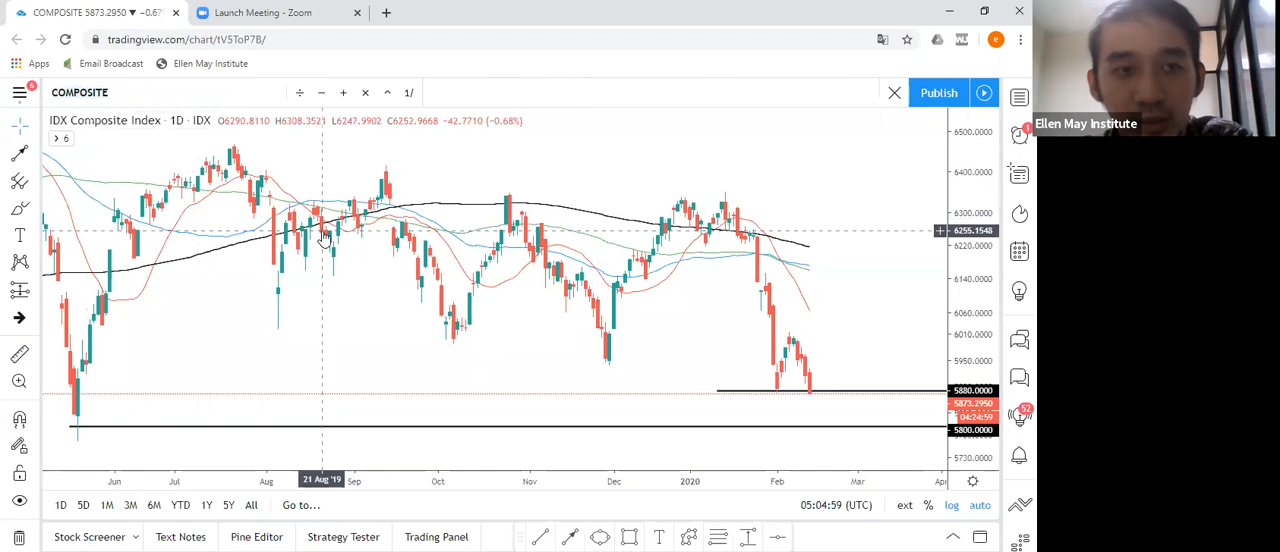 COMPOSITE 5873.2950 ▼ −0.67
Launch Meeting - Zoom
tradingview.com/chart/tV5ToP7B/
e
Apps
Email Broadcast
Ellen May Institute
6
COMPOSITE
1/
Publish
Ellen May Institute
IDX Composite Index · 1D · IDX O6290.8110 H6308.3521 L6247.9902 C6252.9668 −42.7710 (−0.68%)
6
1
6500.0000
6400.0000
6300.0000
6255.1548
6220.0000
6140.0000
6060.0000
6010.0000
5950.0000
5880.0000
5873.2950
04:24:59
5800.0000
5730.0000
52
Jun
Jul
Aug
21 Aug '19
Sep
Oct
Nov
Dec
2020
Feb
Mar
Apr
1D 5D 1M 3M 6M YTD 1Y 5Y All Go to...
05:04:59 (UTC) ext % log auto
Stock Screener Text Notes Pine Editor Strategy Tester Trading Panel